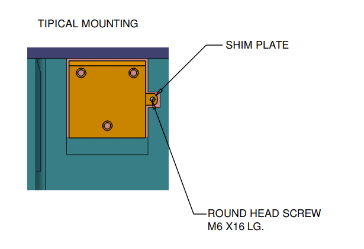 TIPICAL MOUNTING
SHIM PLATE
ROUND HEAD SCREW
M6 X16 LG.